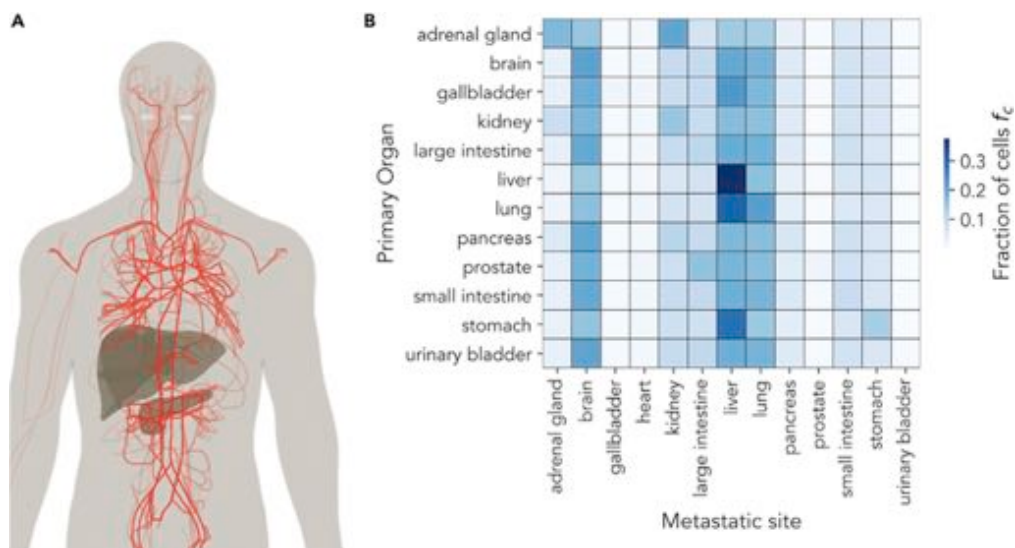 A
B
adrenal gland
brain
gallbladder
kidney
large intestine
liver
lung
pancreas
prostate
small intestine
stomach
urinary bladder
Primary Organ
adrenal gland
brain
gallbladder
heart
kidney
large intestine
liver
lung
pancreas
prostate
small intestine
stomach
urinary bladder
Metastatic site
0.3
0.2
0.1
Fraction of cells fc